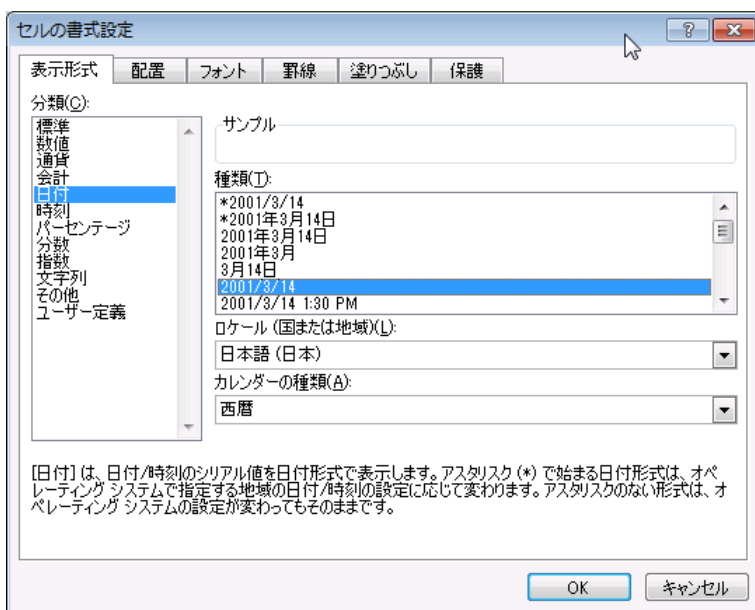 セルの書式設定
表示形式 配置 フォント 罫線 塗りつぶし 保護
分類(C):
標準
数値
通貨
会計
日付
時刻
パーセンテージ
分数
指数
文字列
その他
ユーザー定義
サンプル
種類(T):
*2001/3/14
*2001年3月14日
2001年3月14日
2001年3月
3月14日
2001/3/14
2001/3/14 1:30 PM
ロケール (国または地域)(L):
日本語 (日本)
カレンダーの種類(A):
西暦
[日付] は、日付/時刻のシリアル値を日付形式で表示します。アスタリスク (*) で始まる日付形式は、オペ
レーティング システムで指定する地域の日付/時刻の設定に応じて変わります。アスタリスクのない形式は、オ
ペレーティング システムの設定が変わってもそのままです。
OK キャンセル